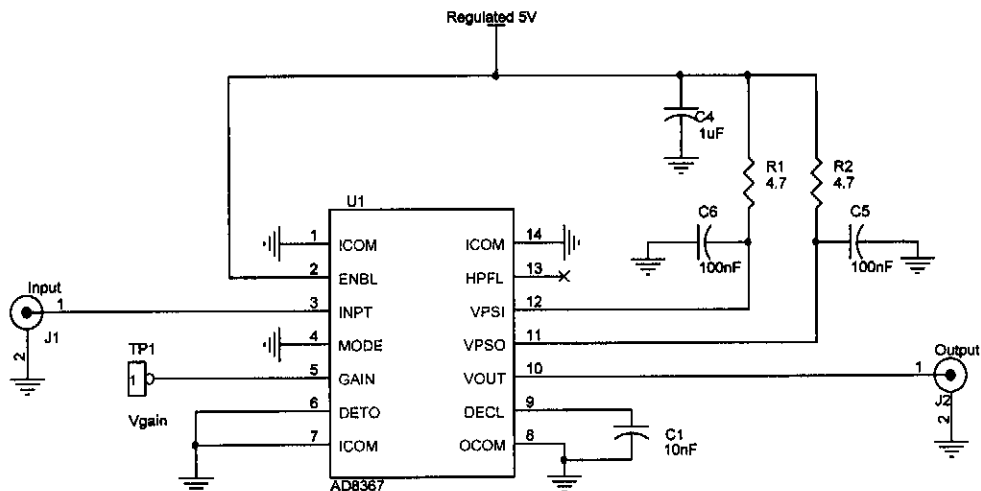 Regulated 5V
C4
1uF
R1
4.7
R2
4.7
U1
C6
100nF
C5
100nF
1 ICOM ICOM 14
2 ENBL HPFL 13
Input
1
3 INPT VPSI 12
J1
2
4 MODE VPSO 11
TP1
1
5 GAIN VOUT 10
1
Output
J2
2
Vgain
6 DETO DECL 9
7 ICOM OCOM 8
C1
10nF
AD8367